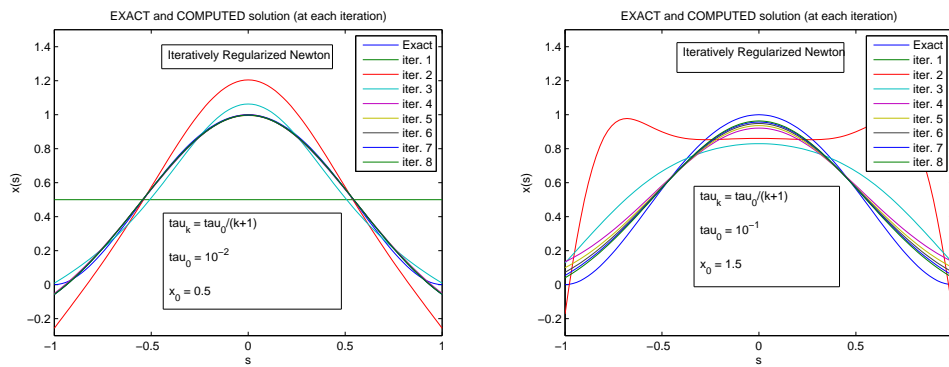 EXACT and COMPUTED solution (at each iteration)
1.4
1.2
1
0.8
0.6
0.4
0.2
0
−0.2
−1
−0.5
0
0.5
1
x(s)
s
Iteratively Regularized Newton
Exact
iter. 1
iter. 2
iter. 3
iter. 4
iter. 5
iter. 6
iter. 7
iter. 8
tau_k = tau_0/(k+1)
tau_0 = 10^−2
x_0 = 0.5
EXACT and COMPUTED solution (at each iteration)
1.4
1.2
1
0.8
0.6
0.4
0.2
0
−0.2
−1
−0.5
0
0.5
x(s)
s
Iteratively Regularized Newton
Exact
iter. 1
iter. 2
iter. 3
iter. 4
iter. 5
iter. 6
iter. 7
iter. 8
tau_k = tau_0/(k+1)
tau_0 = 10^−1
x_0 = 1.5